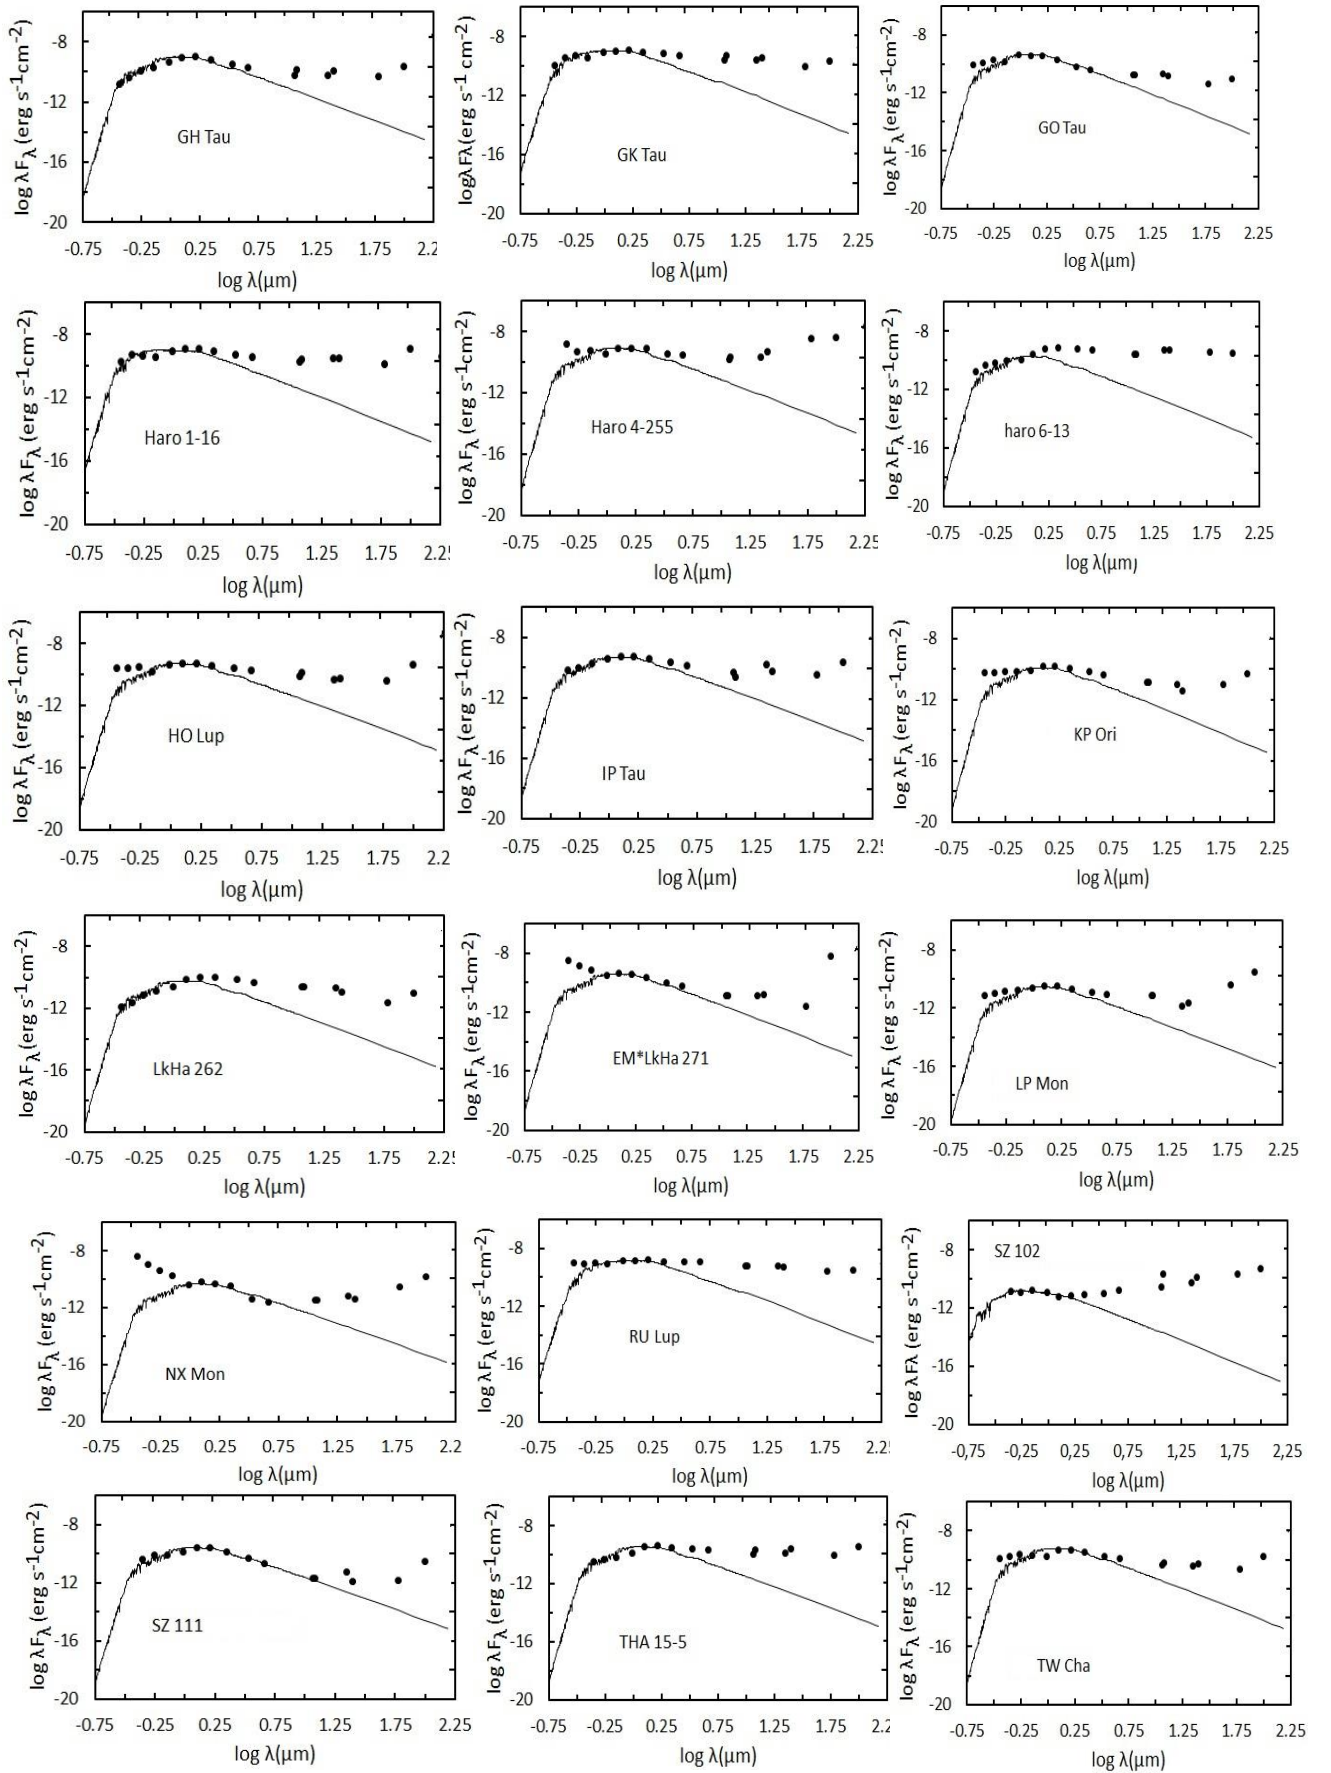 log λFλ (erg s⁻¹cm⁻²) -8 -12 -16 -20
GH Tau
-0.75 -0.25 0.25 0.75 1.25 1.75 2.2
log λ(μm)
logλFλ(erg s⁻¹cm⁻²) -8 -12 -16 -20
GK Tau
-0.75 -0.25 0.25 0.75 1.25 1.75 2.25
log λ(μm)
log λFλ (erg s⁻¹cm⁻²) -8 -12 -16 -20
GO Tau
-0.75 -0.25 0.25 0.75 1.25 1.75 2.25
log λ(μm)
log λFλ (erg s⁻¹cm⁻²) -8 -12 -16 -20
Haro 1-16
-0.75 -0.25 0.25 0.75 1.25 1.75 2.25
log λ(μm)
log λFλ (erg s⁻¹cm⁻²) -8 -12 -16 -20
Haro 4-255
-0.75 -0.25 0.25 0.75 1.25 1.75 2.25
log λ(μm)
log λFλ (erg s⁻¹cm⁻²) -8 -12 -16 -20
haro 6-13
-0.75 -0.25 0.25 0.75 1.25 1.75 2.25
log λ(μm)
log λFλ (erg s⁻¹cm⁻²) -8 -12 -16 -20
HO Lup
-0.75 -0.25 0.25 0.75 1.25 1.75 2.2
log λ(μm)
log λFλ (erg s⁻¹cm⁻²) -8 -12 -16 -20
IP Tau
-0.75 -0.25 0.25 0.75 1.25 1.75 2.25
log λ(μm)
log λFλ (erg s⁻¹cm⁻²) -8 -12 -16 -20
KP Ori
-0.75 -0.25 0.25 0.75 1.25 1.75 2.25
log λ(μm)
log λFλ (erg s⁻¹cm⁻²) -8 -12 -16 -20
LkHa 262
-0.75 -0.25 0.25 0.75 1.25 1.75 2.25
log λ(μm)
log λFλ (erg s⁻¹cm⁻²) -8 -12 -16 -20
EM*LkHa 271
-0.75 -0.25 0.25 0.75 1.25 1.75 2.25
log λ(μm)
log λFλ (erg s⁻¹cm⁻²) -8 -12 -16 -20
LP Mon
-0.75 -0.25 0.25 0.75 1.25 1.75 2.25
log λ(μm)
log λFλ (erg s⁻¹cm⁻²) -8 -12 -16 -20
NX Mon
-0.75 -0.25 0.25 0.75 1.25 1.75 2.2
log λ(μm)
log λFλ (erg s⁻¹cm⁻²) -8 -12 -16 -20
RU Lup
-0.75 -0.25 0.25 0.75 1.25 1.75 2.2
log λ(μm)
log λFλ (erg s⁻¹cm⁻²) -8 -12 -16 -20
SZ 102
-0,75 -0,25 0,25 0,75 1,25 1,75 2,25
log λ(μm)
log λFλ (erg s⁻¹cm⁻²) -8 -12 -16 -20
SZ 111
-0.75 -0.25 0.25 0.75 1.25 1.75 2.25
log λ(μm)
log λFλ (erg s⁻¹cm⁻²) -8 -12 -16 -20
THA 15-5
-0.75 -0.25 0.25 0.75 1.25 1.75 2.2
log λ(μm)
log λFλ (erg s⁻¹cm⁻²) -8 -12 -16 -20
TW Cha
-0.75 -0.25 0.25 0.75 1.25 1.75 2.25
log λ(μm)